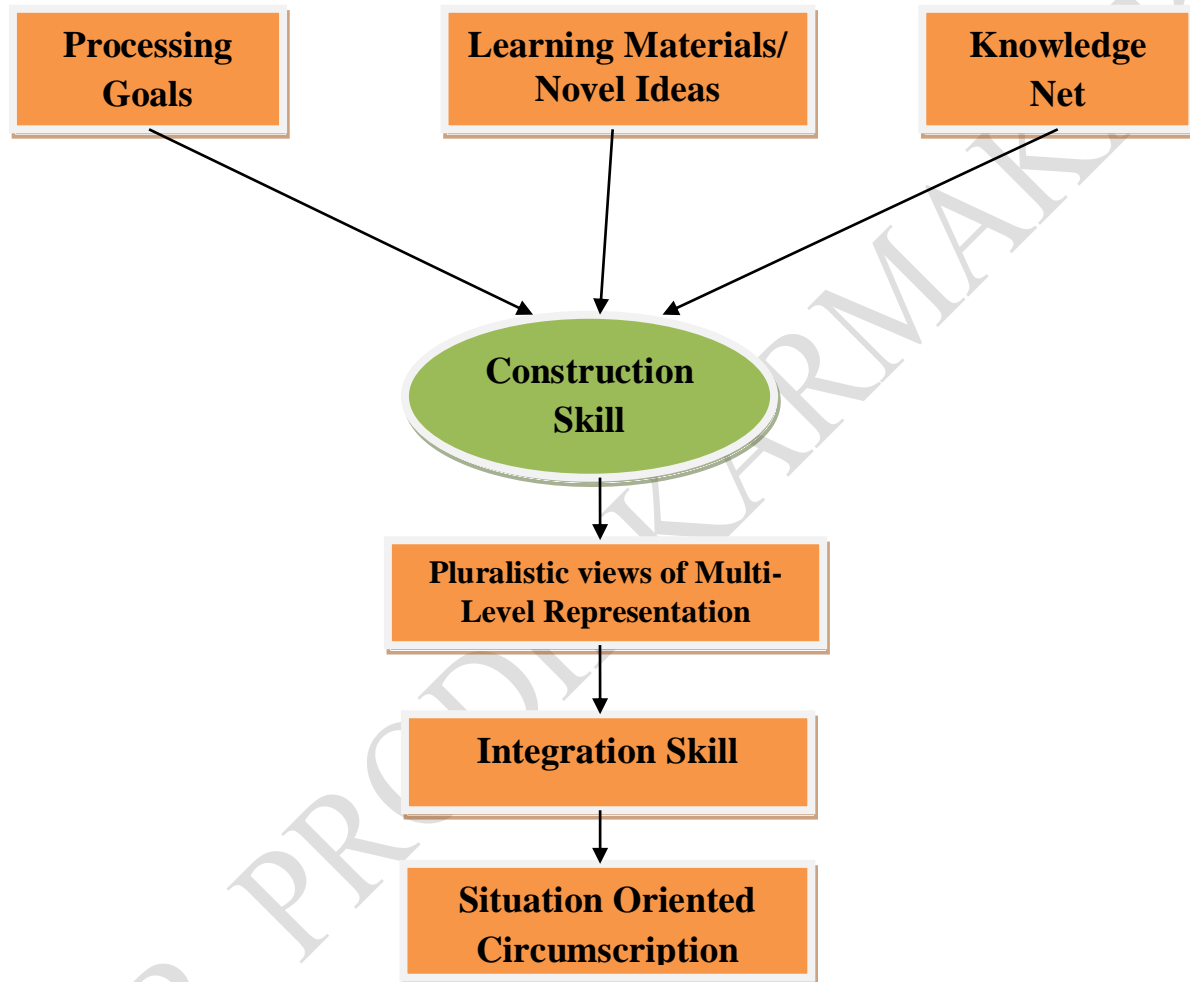 Processing
Goals
Learning Materials/
Novel Ideas
Knowledge
Net
Construction
Skill
Pluralistic views of Multi-
Level Representation
Integration Skill
Situation Oriented
Circumscription